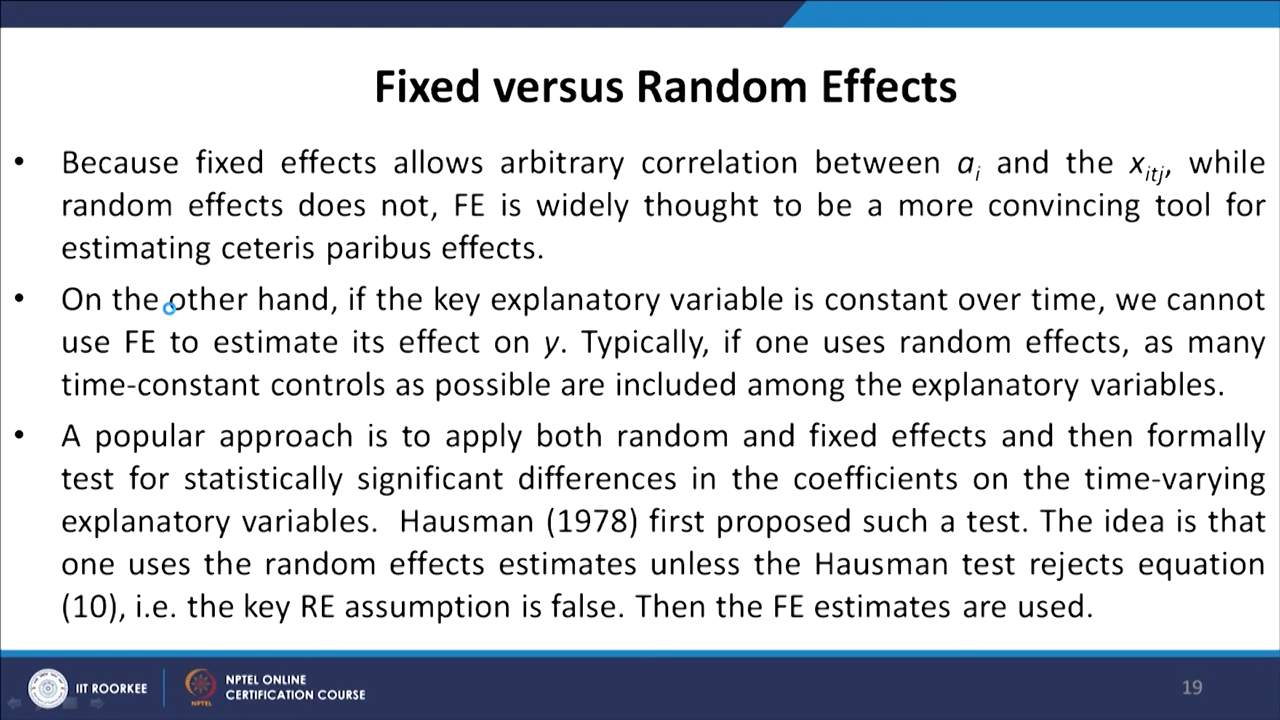 Fixed versus Random Effects
• Because fixed effects allows arbitrary correlation between aᵢ and the xᵢₜⱼ, while
random effects does not, FE is widely thought to be a more convincing tool for
estimating ceteris paribus effects.
• On the other hand, if the key explanatory variable is constant over time, we cannot
use FE to estimate its effect on y. Typically, if one uses random effects, as many
time-constant controls as possible are included among the explanatory variables.
• A popular approach is to apply both random and fixed effects and then formally
test for statistically significant differences in the coefficients on the time-varying
explanatory variables. Hausman (1978) first proposed such a test. The idea is that
one uses the random effects estimates unless the Hausman test rejects equation
(10), i.e. the key RE assumption is false. Then the FE estimates are used.
IIT ROORKEE
NPTEL
NPTEL ONLINE
CERTIFICATION COURSE
19